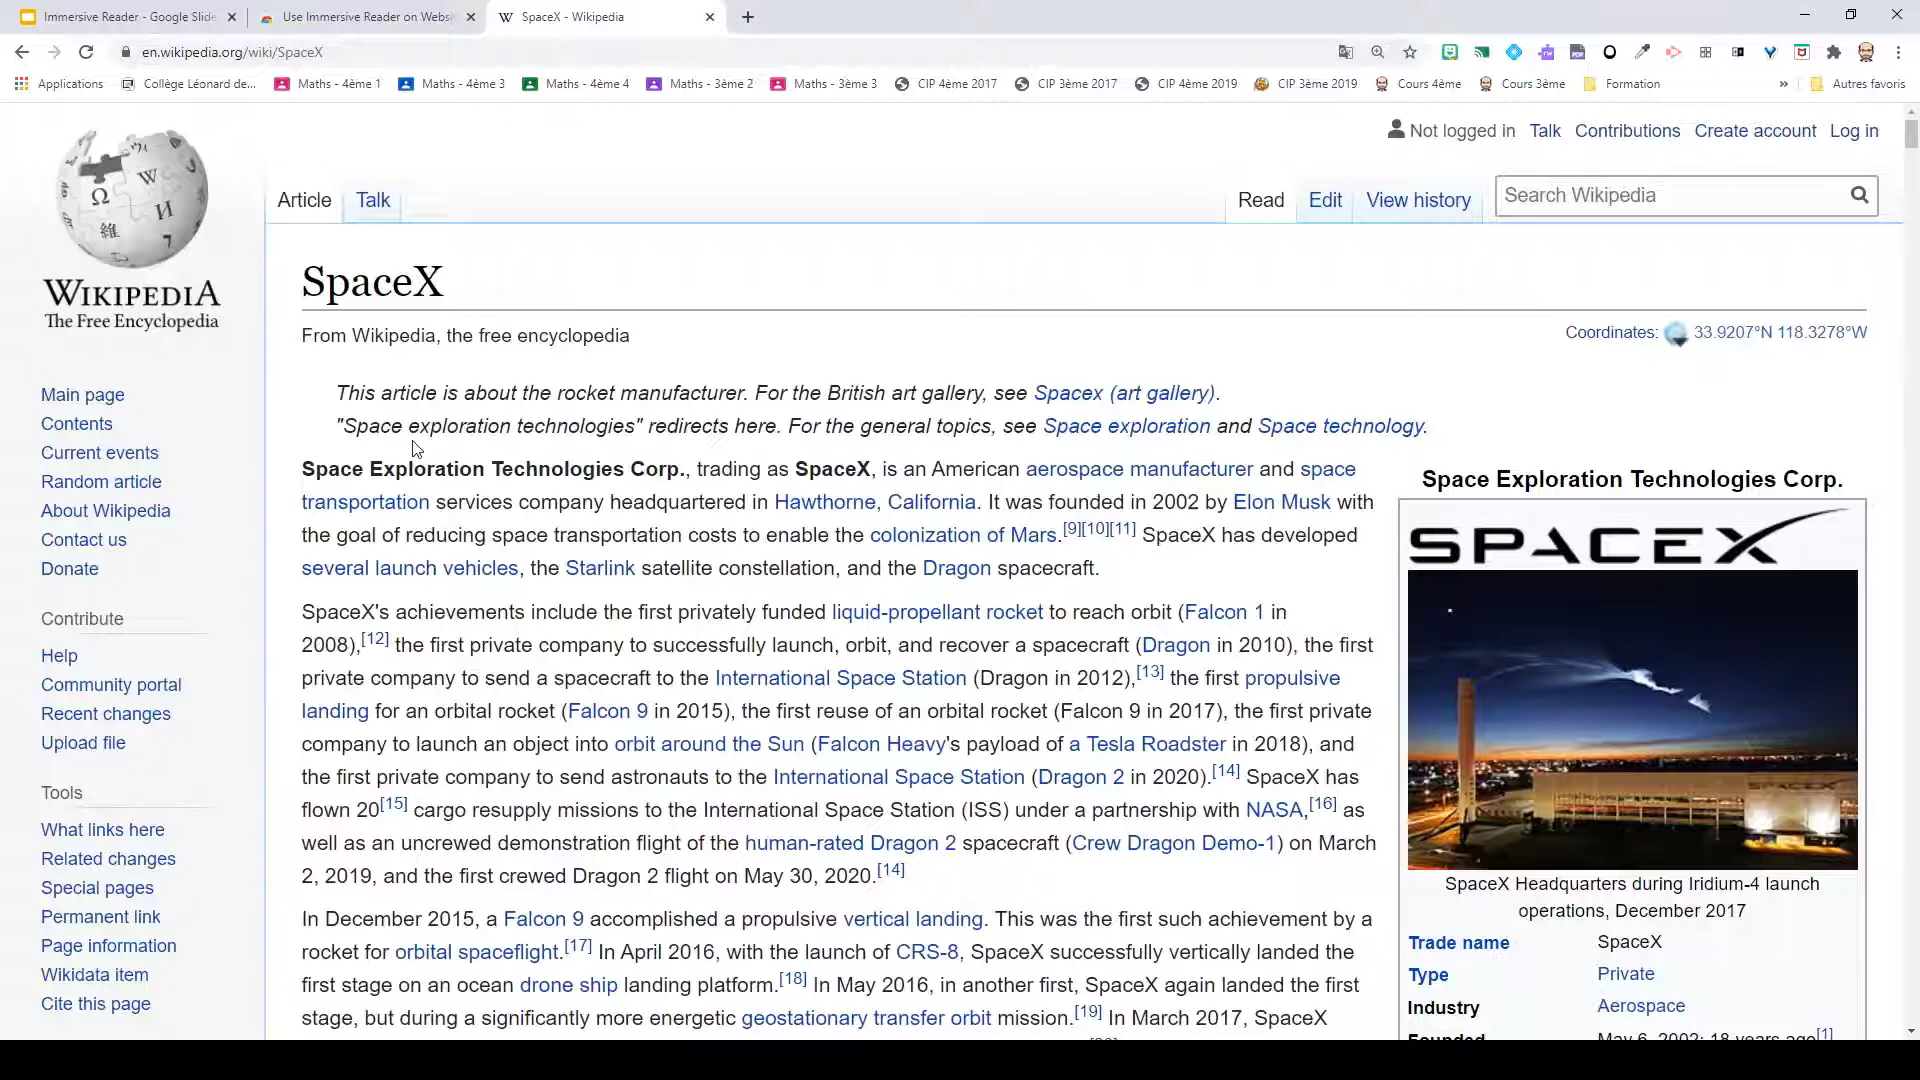 Immersive Reader - Google Slide
Use Immersive Reader on Websi
SpaceX - Wikipedia
en.wikipedia.org/wiki/SpaceX
Applications
Collège Léonard de...
Maths - 4ème 1
Maths - 4ème 3
Maths - 4ème 4
Maths - 3ème 2
Maths - 3ème 3
CIP 4ème 2017
CIP 3ème 2017
CIP 4ème 2019
CIP 3ème 2019
Cours 4ème
Cours 3ème
Formation
Autres favoris
Not logged in Talk Contributions Create account Log in
Article Talk
Read Edit View history
Search Wikipedia
WIKIPEDIA
The Free Encyclopedia
Main page
Contents
Current events
Random article
About Wikipedia
Contact us
Donate
Contribute
Help
Community portal
Recent changes
Upload file
Tools
What links here
Related changes
Special pages
Permanent link
Page information
Wikidata item
Cite this page
SpaceX
From Wikipedia, the free encyclopedia
Coordinates: 33.9207°N 118.3278°W
This article is about the rocket manufacturer. For the British art gallery, see Spacex (art gallery).
"Space exploration technologies" redirects here. For the general topics, see Space exploration and Space technology.
Space Exploration Technologies Corp., trading as SpaceX, is an American aerospace manufacturer and space
transportation services company headquartered in Hawthorne, California. It was founded in 2002 by Elon Musk with
the goal of reducing space transportation costs to enable the colonization of Mars.[9][10][11] SpaceX has developed
several launch vehicles, the Starlink satellite constellation, and the Dragon spacecraft.
SpaceX's achievements include the first privately funded liquid-propellant rocket to reach orbit (Falcon 1 in
2008),[12] the first private company to successfully launch, orbit, and recover a spacecraft (Dragon in 2010), the first
private company to send a spacecraft to the International Space Station (Dragon in 2012),[13] the first propulsive
landing for an orbital rocket (Falcon 9 in 2015), the first reuse of an orbital rocket (Falcon 9 in 2017), the first private
company to launch an object into orbit around the Sun (Falcon Heavy's payload of a Tesla Roadster in 2018), and
the first private company to send astronauts to the International Space Station (Dragon 2 in 2020).[14] SpaceX has
flown 20[15] cargo resupply missions to the International Space Station (ISS) under a partnership with NASA,[16] as
well as an uncrewed demonstration flight of the human-rated Dragon 2 spacecraft (Crew Dragon Demo-1) on March
2, 2019, and the first crewed Dragon 2 flight on May 30, 2020.[14]
In December 2015, a Falcon 9 accomplished a propulsive vertical landing. This was the first such achievement by a
rocket for orbital spaceflight.[17] In April 2016, with the launch of CRS-8, SpaceX successfully vertically landed the
first stage on an ocean drone ship landing platform.[18] In May 2016, in another first, SpaceX again landed the first
stage, but during a significantly more energetic geostationary transfer orbit mission.[19] In March 2017, SpaceX
Space Exploration Technologies Corp.
SPACEX
SpaceX Headquarters during Iridium-4 launch
operations, December 2017
Trade name SpaceX
Type Private
Industry Aerospace
Founded May 6, 2002; 18 years ago[1]